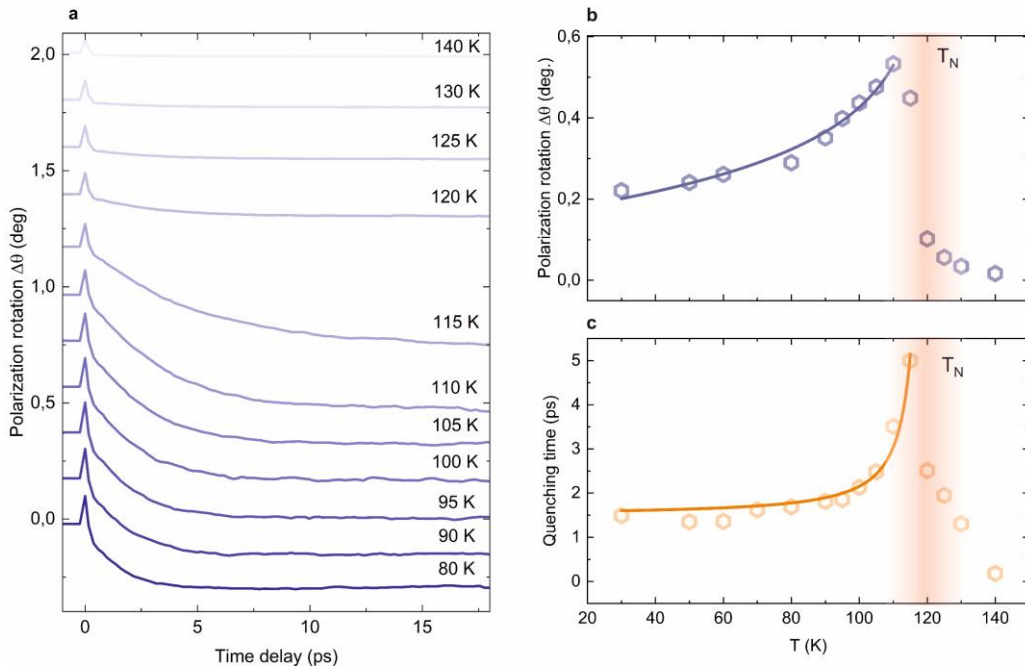 a
Polarization rotation Δθ (deg)
2,0
1,5
1,0
0,5
0,0
140 K
130 K
125 K
120 K
115 K
110 K
105 K
100 K
95 K
90 K
80 K
0 5 10 15
Time delay (ps)
b
Polarization rotation Δθ (deg.)
0,6
0,4
0,2
0,0
T_N
c
Quenching time (ps)
5
4
3
2
1
0
T_N
20 40 60 80 100 120 140
T (K)